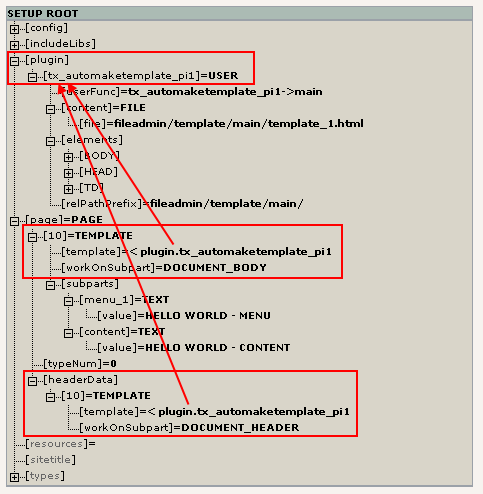 SETUP ROOT
[config]
[includeLibs]
[plugin]
[tx_automaketemplate_pi1]=USER
[userFunc]=tx_automaketemplate_pi1->main
[content]=FILE
[file]=fileadmin/template/main/template_1.html
[elements]
[BODY]
[HEAD]
[TD]
[relPathPrefix]=fileadmin/template/main/
[page]=PAGE
[10]=TEMPLATE
[template]=< plugin.tx_automaketemplate_pi1
[workOnSubpart]=DOCUMENT_BODY
[subparts]
[menu_1]=TEXT
[value]=HELLO WORLD - MENU
[content]=TEXT
[value]=HELLO WORLD - CONTENT
[typeNum]=0
[headerData]
[10]=TEMPLATE
[template]=< plugin.tx_automaketemplate_pi1
[workOnSubpart]=DOCUMENT_HEADER
[resources]=
[sitetitle]
[types]